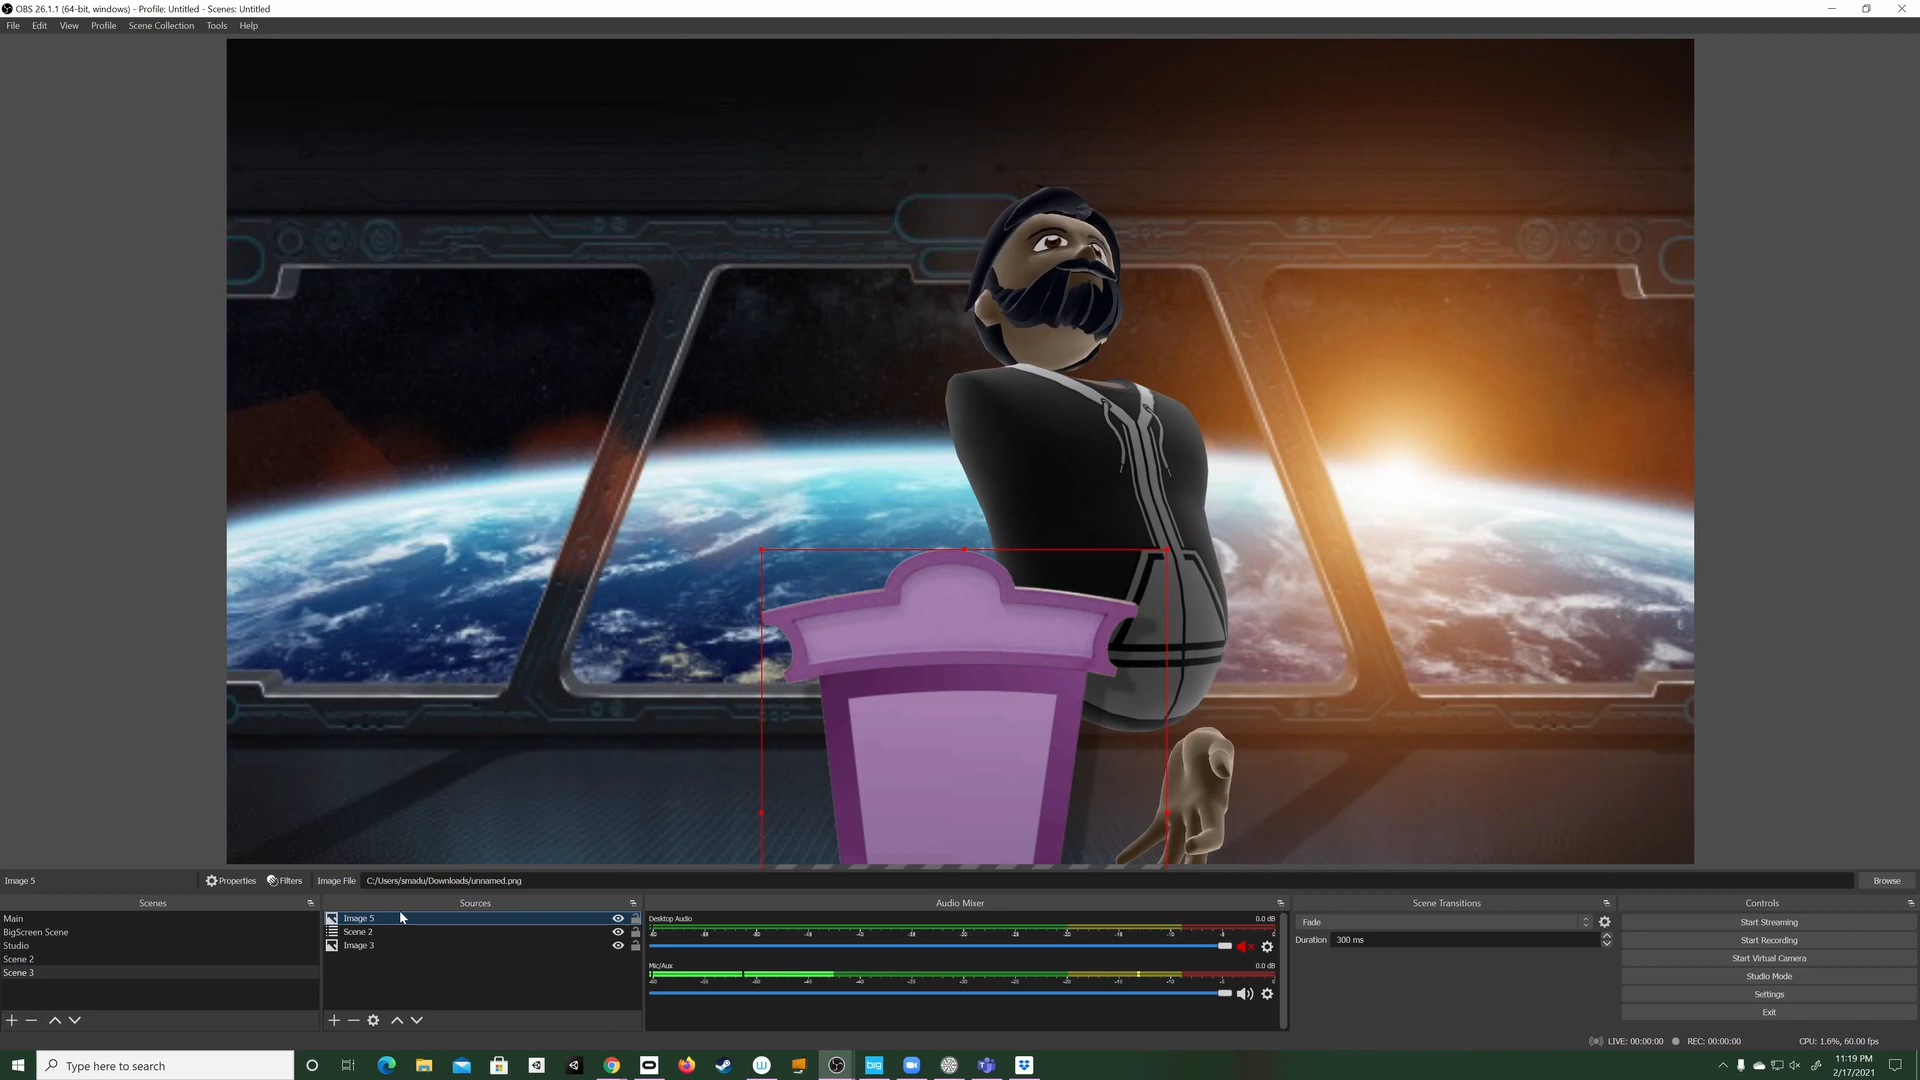 OBS 26.1.1 (64-bit, windows) - Profile: Untitled - Scenes: Untitled
File Edit View Profile Scene Collection Tools Help
Image 5 Properties Filters Image File C:/Users/smadu/Downloads/unnamed.png Browse
Scenes Sources Audio Mixer Scene Transitions Controls
Main
BigScreen Scene
Studio
Scene 2
Scene 3
Image 5
Scene 2
Image 3
Desktop Audio 0.0 dB
Mic/Aux 0.0 dB
Fade
Duration 300 ms
Start Streaming
Start Recording
Start Virtual Camera
Studio Mode
Settings
Exit
LIVE: 00:00:00 REC: 00:00:00 CPU: 1.6%, 60.00 fps
Type here to search
big
11:19 PM
2/17/2021